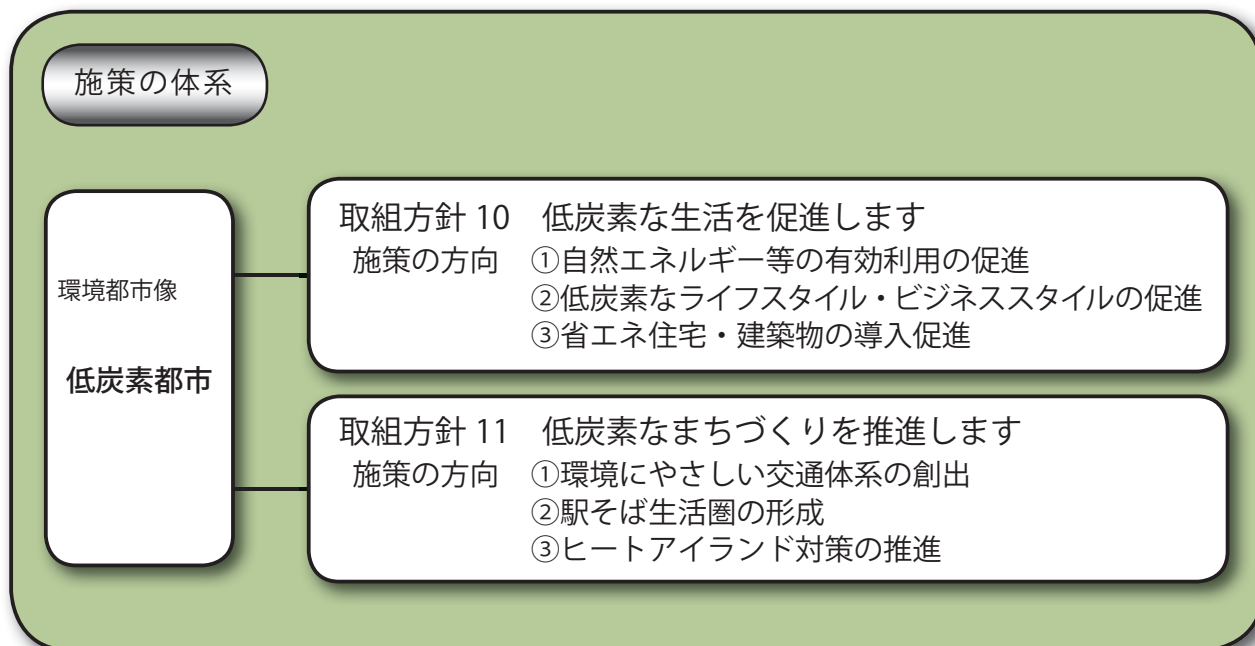 施策の体系
環境都市像
低炭素都市
取組方針 10　低炭素な生活を促進します
施策の方向　①自然エネルギー等の有効利用の促進
②低炭素なライフスタイル・ビジネススタイルの促進
③省エネ住宅・建築物の導入促進
取組方針 11　低炭素なまちづくりを推進します
施策の方向　①環境にやさしい交通体系の創出
②駅そば生活圏の形成
③ヒートアイランド対策の推進